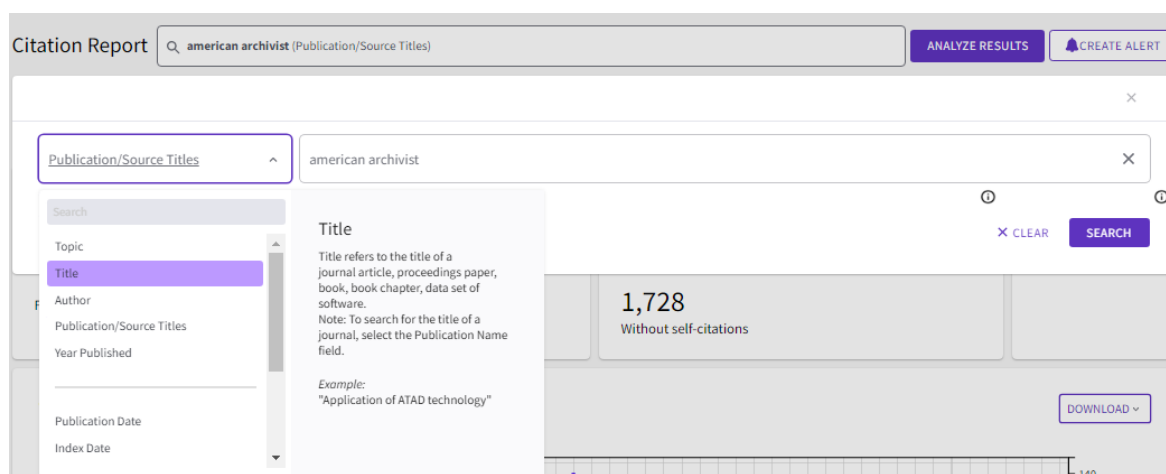 Citation Report
american archivist (Publication/Source Titles)
ANALYZE RESULTS
CREATE ALERT
Publication/Source Titles
american archivist
Search
Topic
Title
Author
Publication/Source Titles
Year Published
Publication Date
Index Date
Title
Title refers to the title of a
journal article, proceedings paper,
book, book chapter, data set of
software.
Note: To search for the title of a
journal, select the Publication Name
field.
Example:
"Application of ATAD technology"
CLEAR
SEARCH
1,728
Without self-citations
DOWNLOAD
140